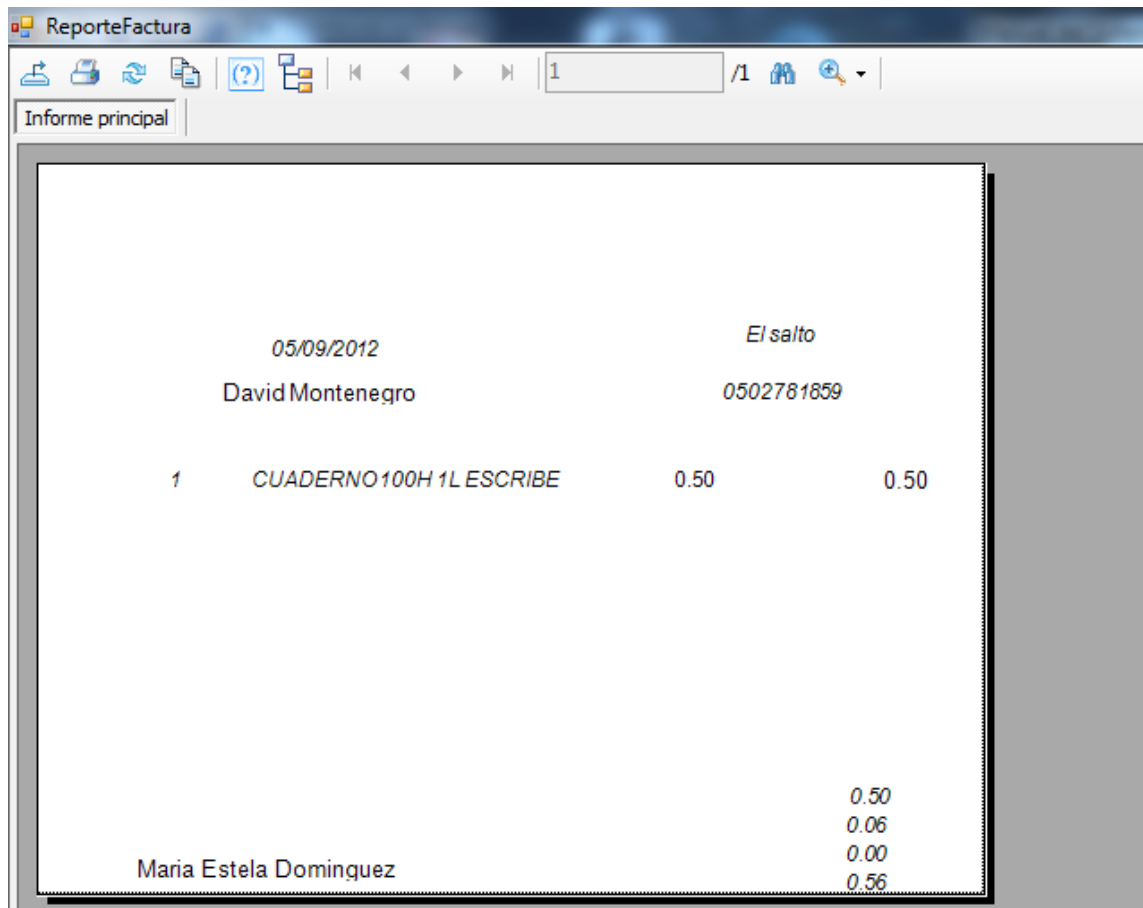 ReporteFactura
1 /1
Informe principal
El salto
05/09/2012
David Montenegro 0502781859
1 CUADERNO 100H 1L ESCRIBE 0.50 0.50
0.50
0.06
0.00
Maria Estela Dominguez
0.56